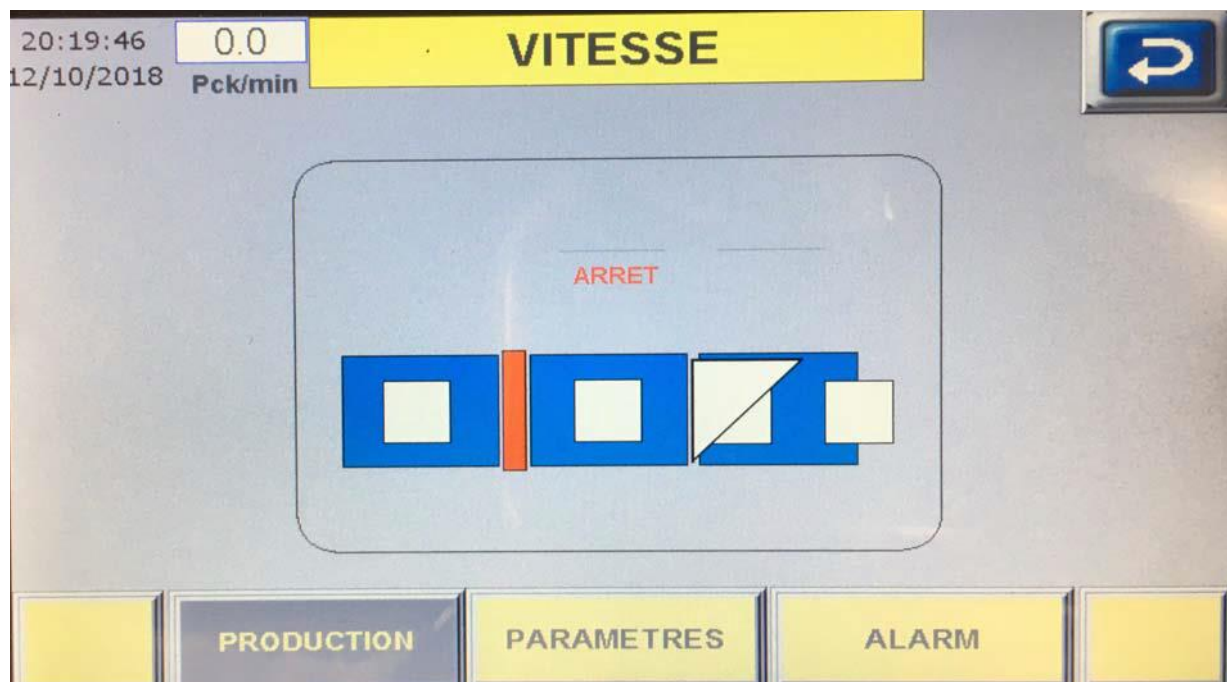 20:19:46
12/10/2018
0.0
Pck/min
VITESSE
ARRET
PRODUCTION
PARAMETRES
ALARM